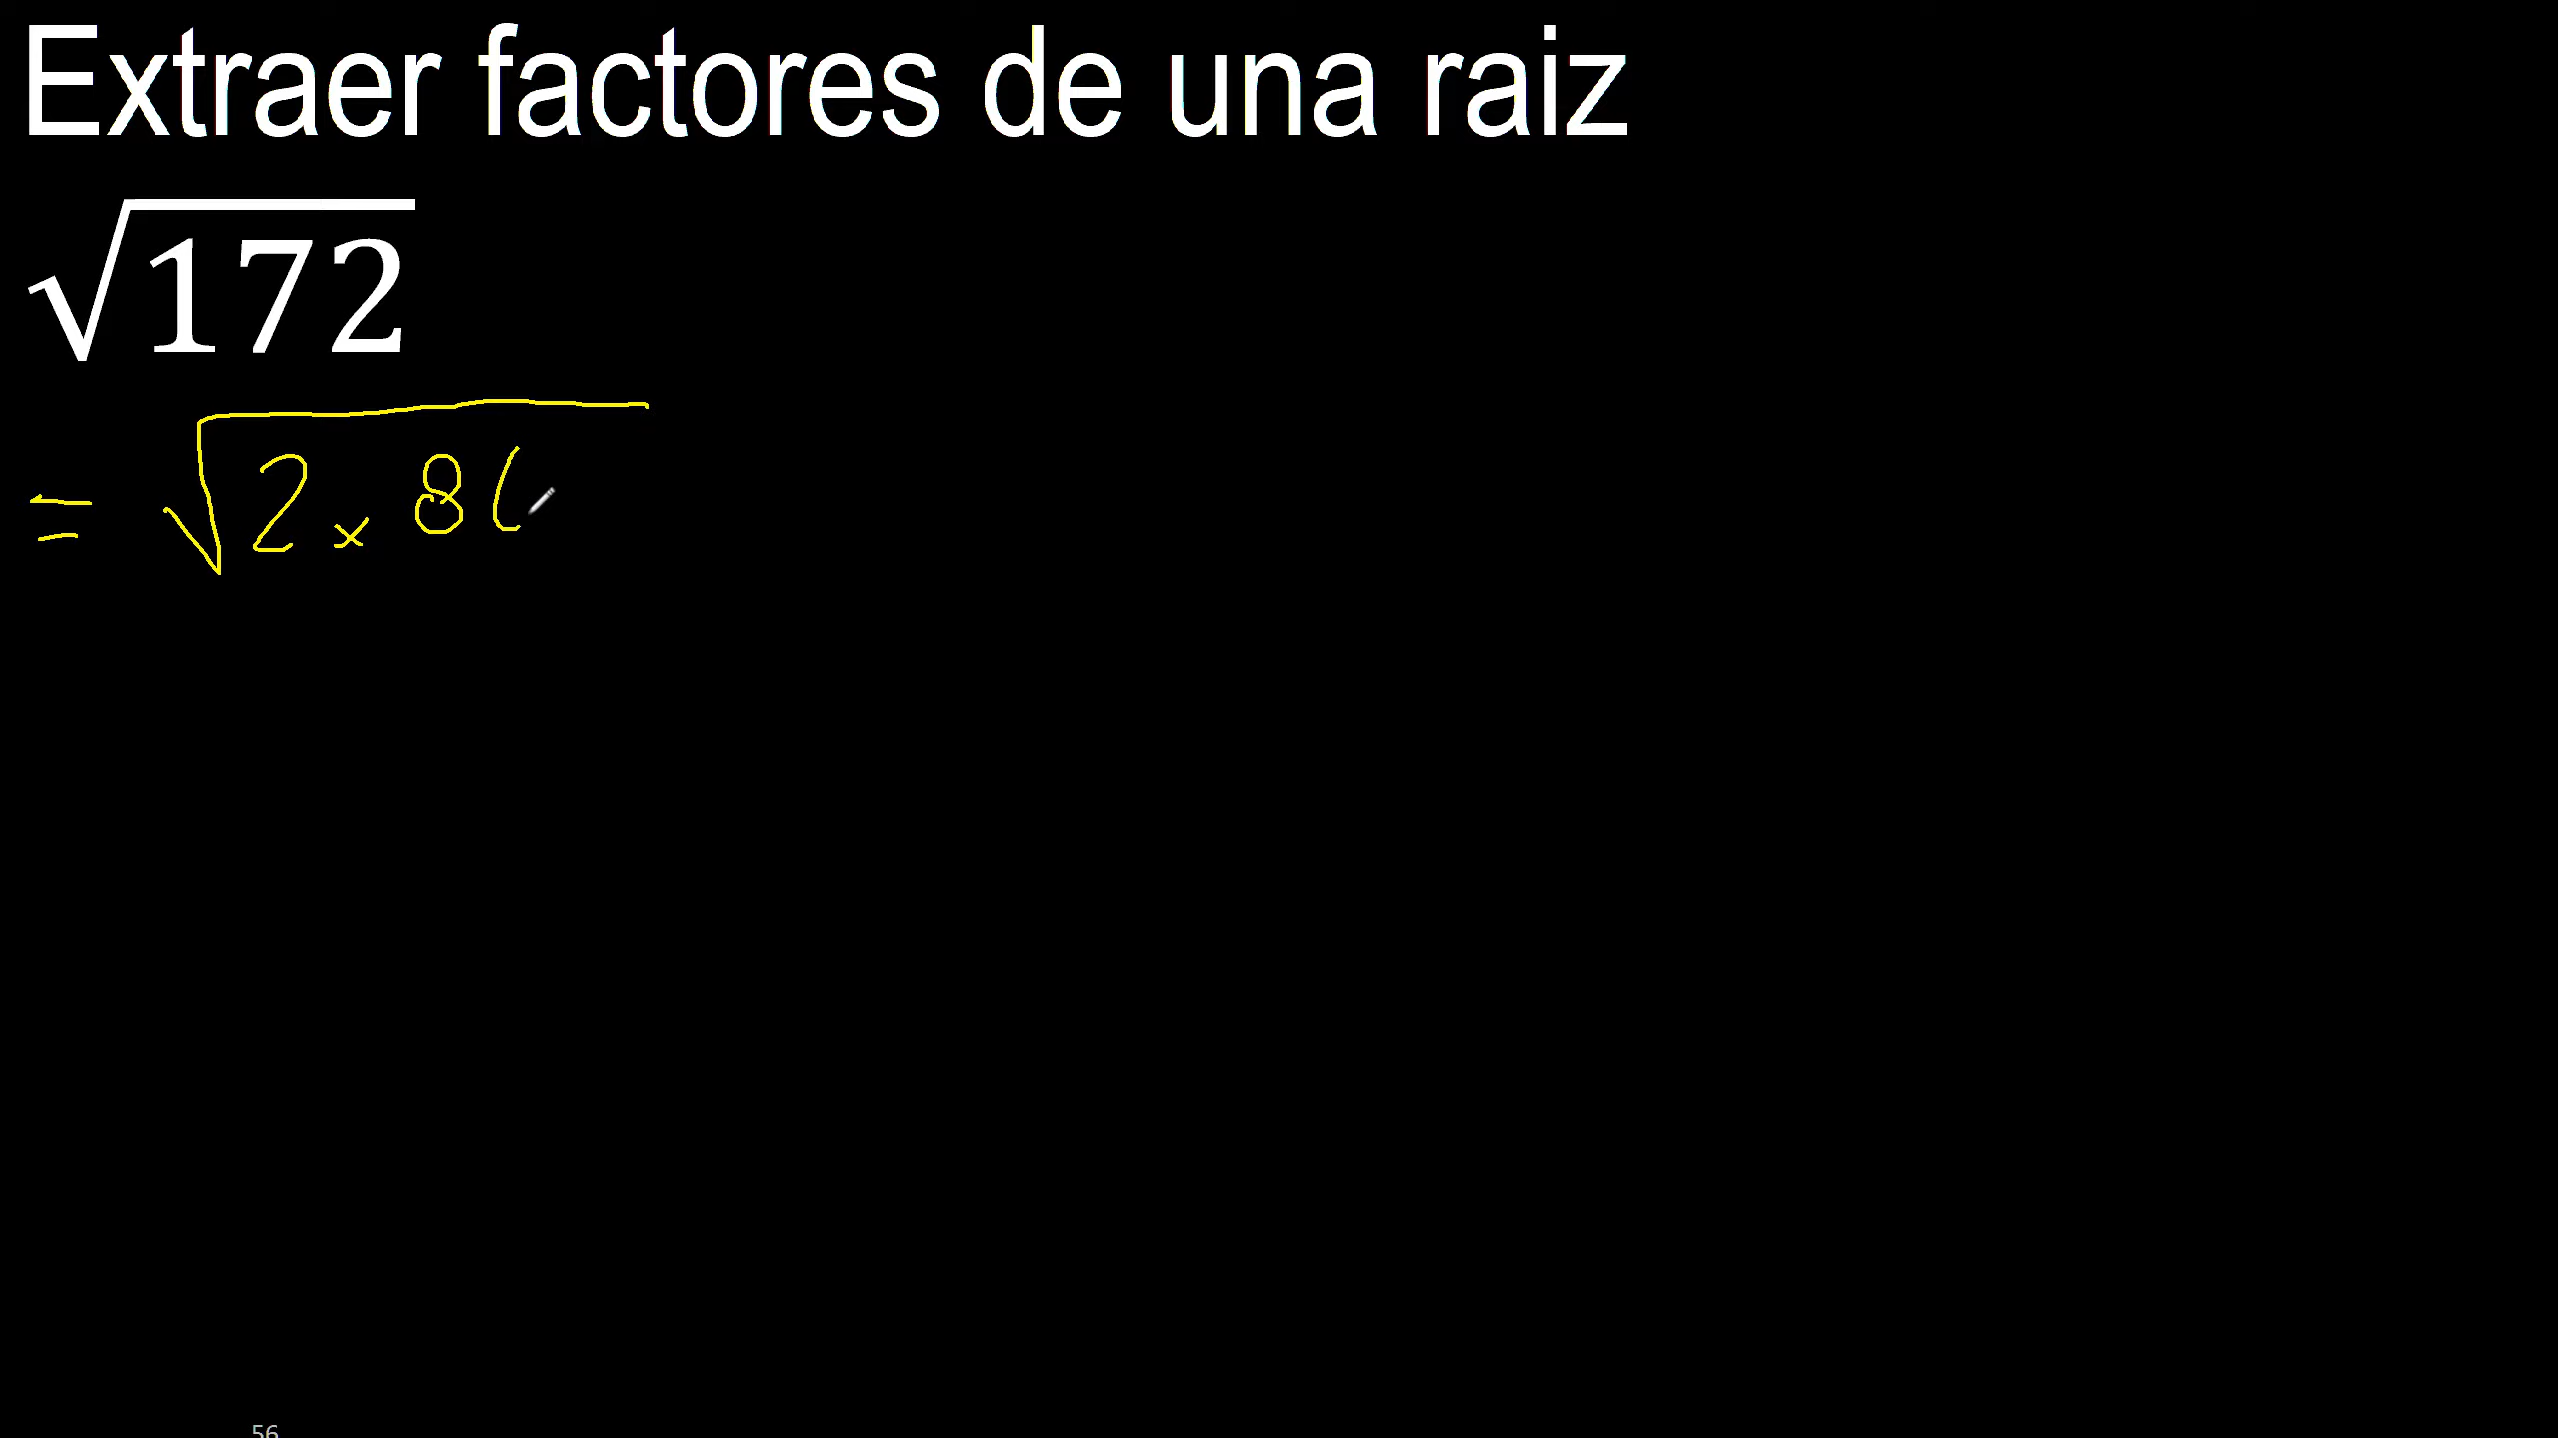 Extraer factores de una raiz
√172
= √2 × 8
56